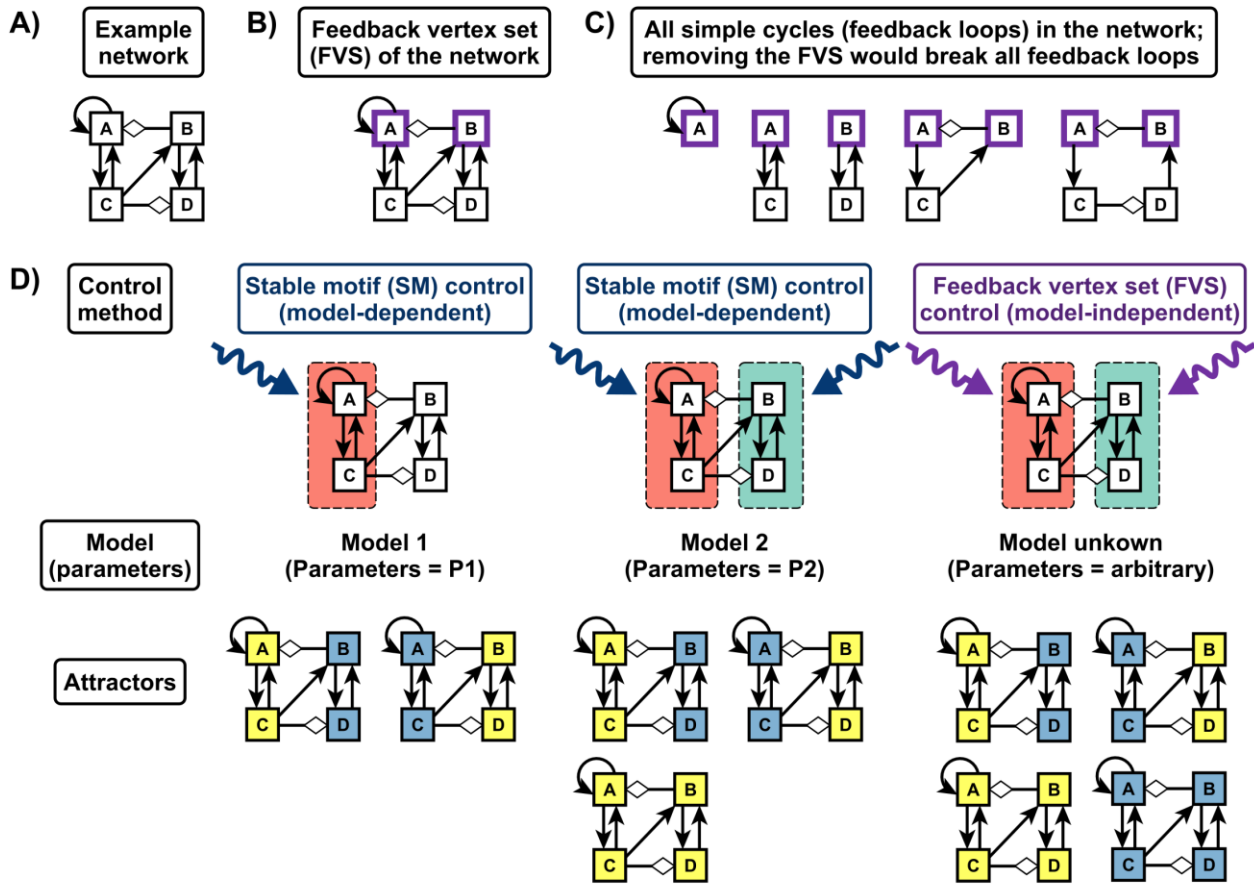 A)
Example
network
B)
Feedback vertex set
(FVS) of the network
C)
All simple cycles (feedback loops) in the network;
removing the FVS would break all feedback loops
A B
C D
A B
C D
A A B A B A B
C D C C D
D)
Control
method
Stable motif (SM) control
(model-dependent)
Stable motif (SM) control
(model-dependent)
Feedback vertex set (FVS)
control (model-independent)
A B
C D
A B
C D
A B
C D
Model
(parameters)
Model 1
(Parameters = P1)
Model 2
(Parameters = P2)
Model unkown
(Parameters = arbitrary)
Attractors
A B A B
C D C D
A B A B
C D C D
A B
C D
A B A B
C D C D
A B A B
C D C D